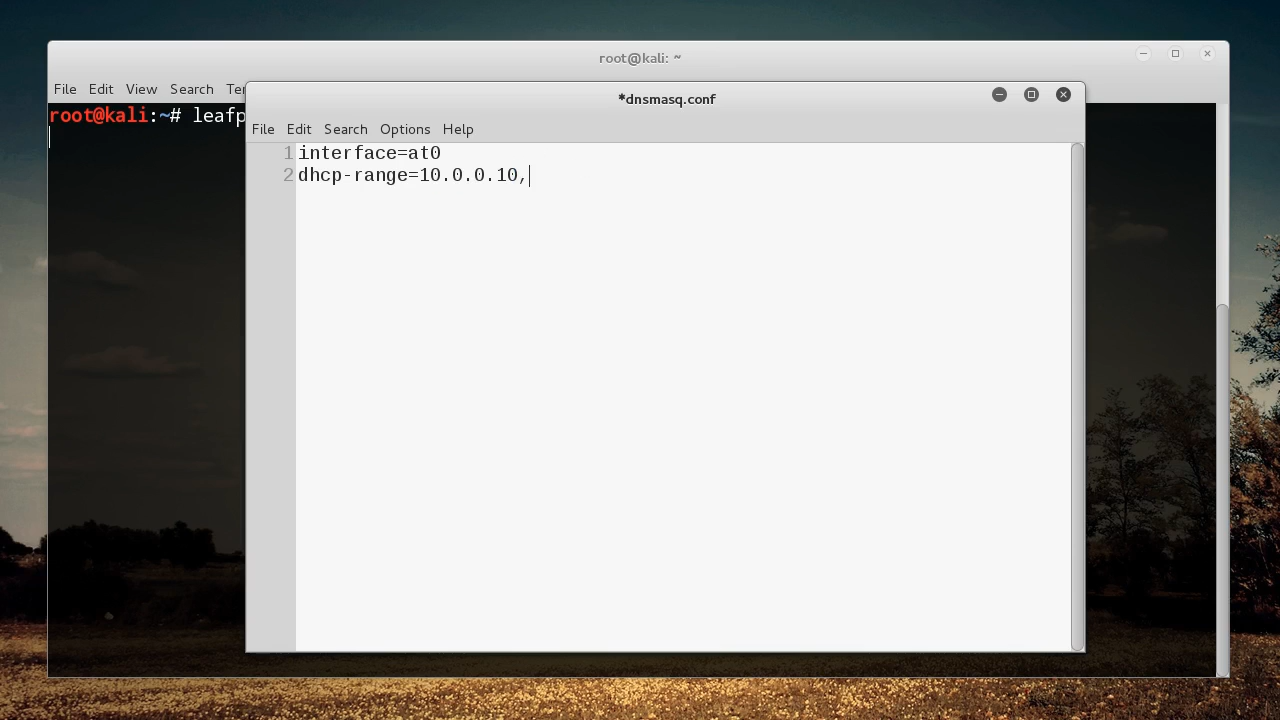 root@kali: ~
File Edit View Search
root@kali:~# leafp
*dnsmasq.conf
File Edit Search Options Help
1 interface=at0
2 dhcp-range=10.0.0.10,